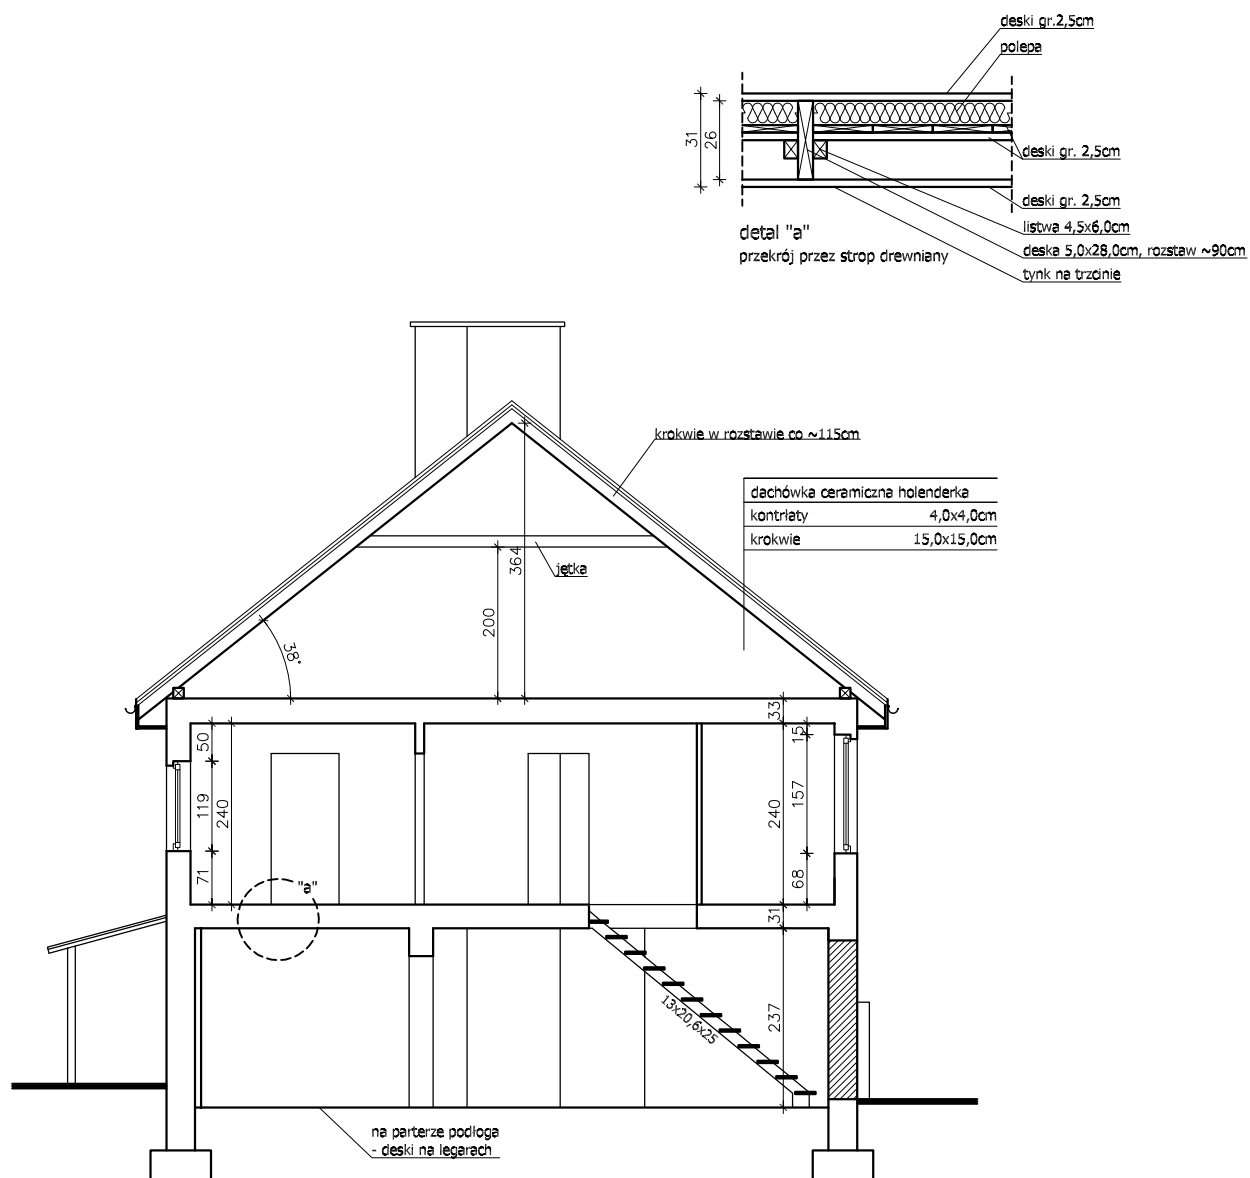 deski gr.2,5cm
polepa
31
26
deski gr. 2,5cm
deski gr. 2,5cm
listwa 4,5x6,0cm
deska 5,0x28,0cm, rozstaw ~90cm
tynk na trzcinie
detal "a"
przekrój przez strop drewniany
krokwie w rozstawie co ~115cm
dachówka ceramiczna holenderka
kontrłaty 4,0x4,0cm
krokwie 15,0x15,0cm
jętka
364
200
38°
33
50
119
71
240
15
157
68
240
"a"
31
237
13x20,6x25
na parterze podłoga
- deski na legarach